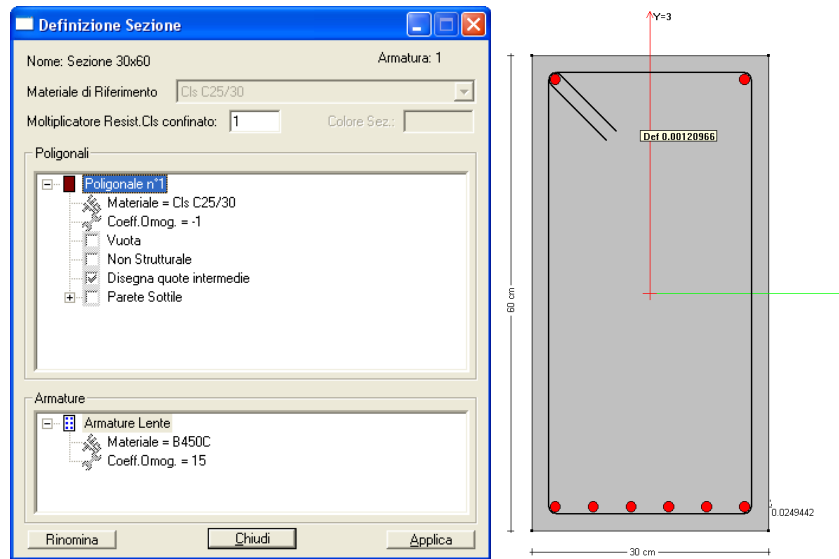 Definizione Sezione
Nome: Sezione 30x60
Armatura: 1
Materiale di Riferimento
Cls C25/30
Moltiplicatore Resist.Cls confinato:
1
Colore Sez.:
Poligonali
Poligonale n°1
Materiale = Cls C25/30
Coeff.Omog. = -1
Vuota
Non Strutturale
Disegna quote intermedie
Parete Sottile
Armature
Armature Lente
Materiale = B450C
Coeff.Omog. = 15
Rinomina
Chiudi
Applica
Y=3
Def 0.00120966
60 cm
0.0249442
30 cm